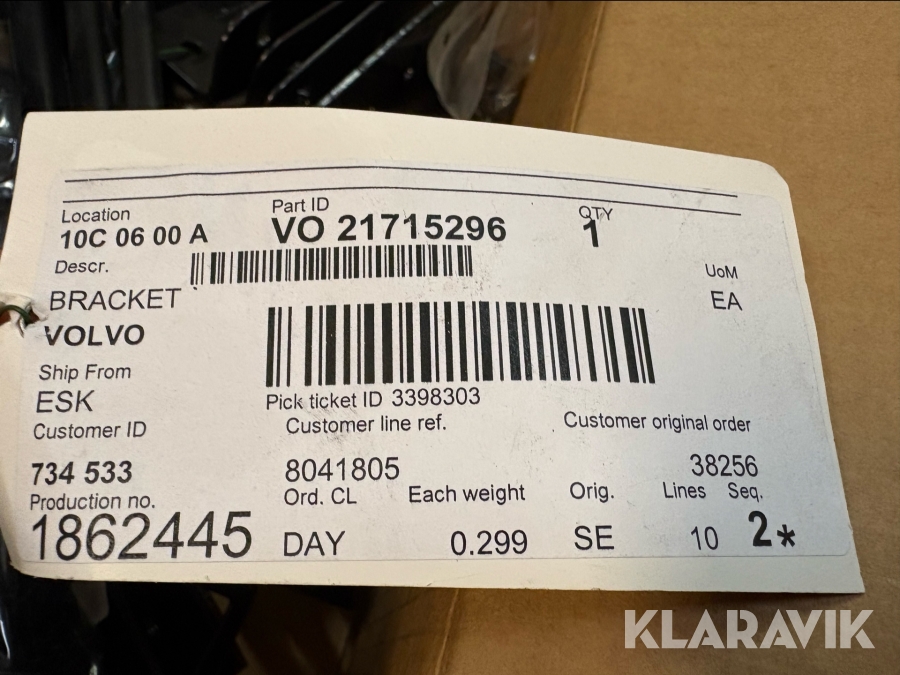 Location Part ID QTY
10C 06 00 A VO 21715296 1
Descr. UoM
BRACKET EA
VOLVO
Ship From
ESK Pick ticket ID 3398303
Customer ID Customer line ref. Customer original order
734 533 8041805 38256
Production no. Ord. CL Each weight Orig. Lines Seq.
1862445 DAY 0.299 SE 10 2*
KLARAVIK